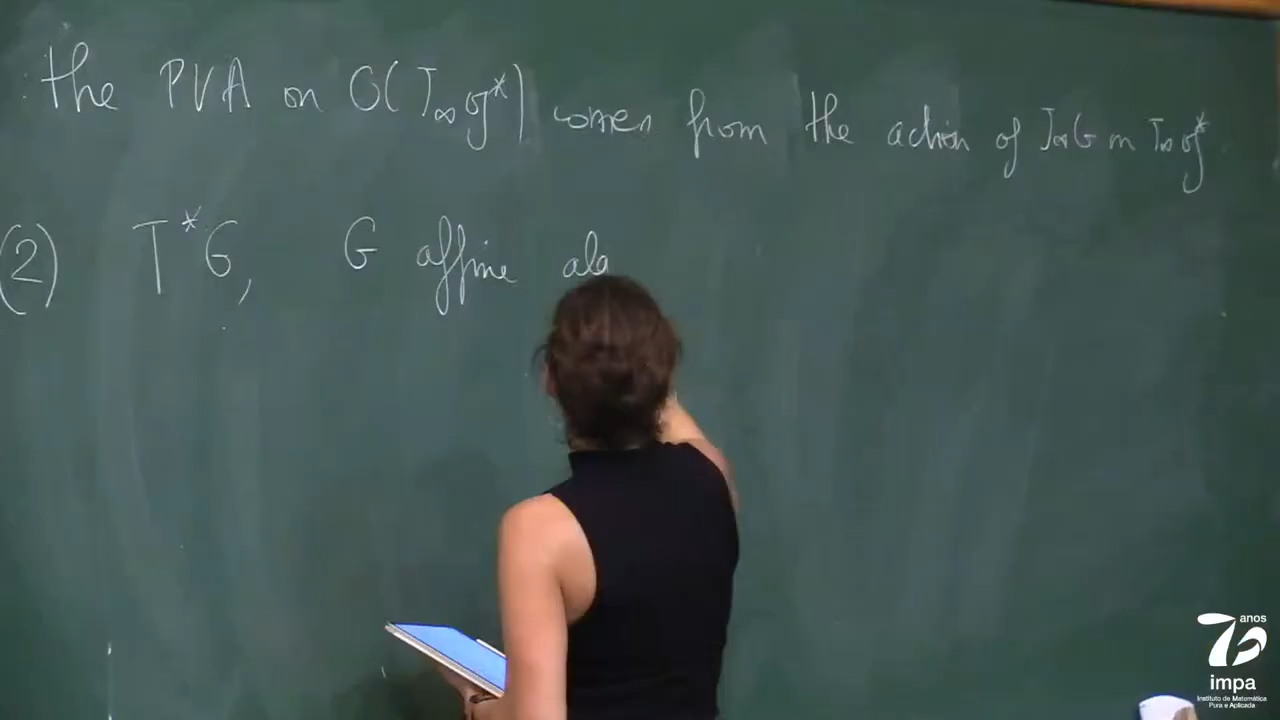 the PVA on O(J∞ g*) comes from the action of J∞G on J∞ g*
(2) T*G, G affine alg
70 anos
impa
Instituto de Matemática
Pura e Aplicada